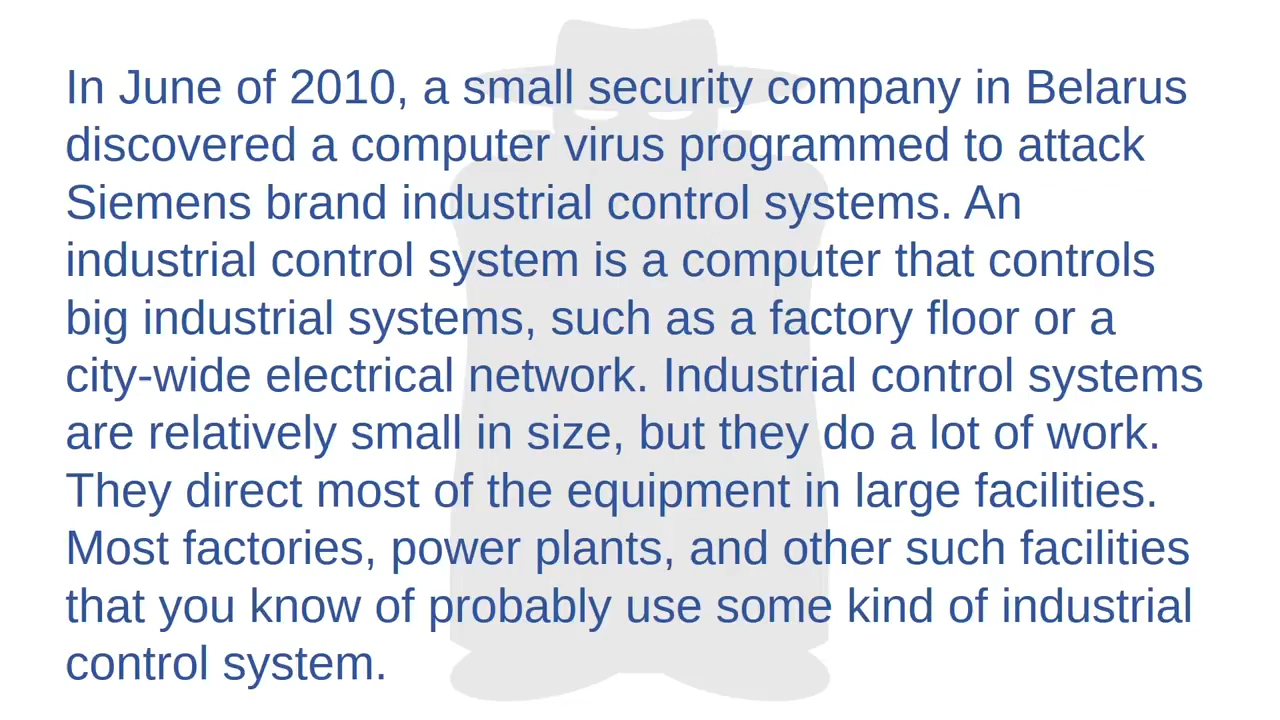 In June of 2010, a small security company in Belarus
discovered a computer virus programmed to attack
Siemens brand industrial control systems. An
industrial control system is a computer that controls
big industrial systems, such as a factory floor or a
city-wide electrical network. Industrial control systems
are relatively small in size, but they do a lot of work.
They direct most of the equipment in large facilities.
Most factories, power plants, and other such facilities
that you know of probably use some kind of industrial
control system.